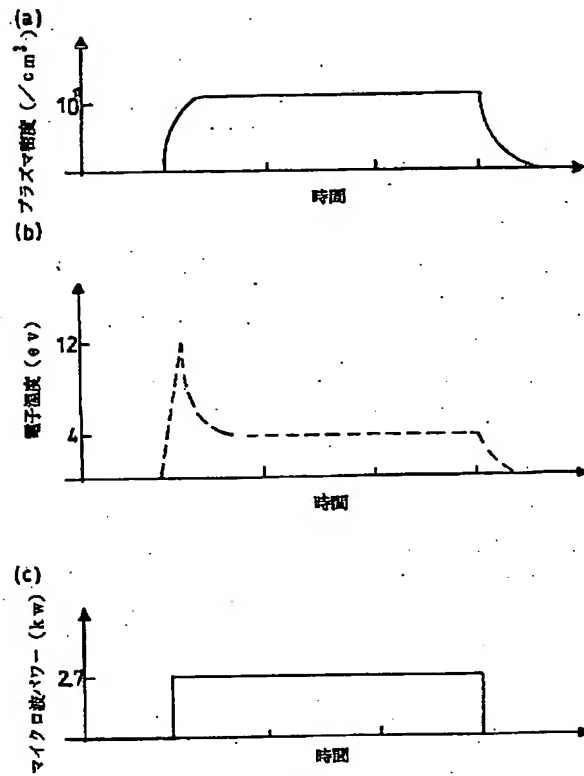 (a)
プラズマ密度 (/cm³)
時間
(b)
電子温度 (ev)
12
4
時間
(c)
マイクロ波パワー (kw)
2.7
時間